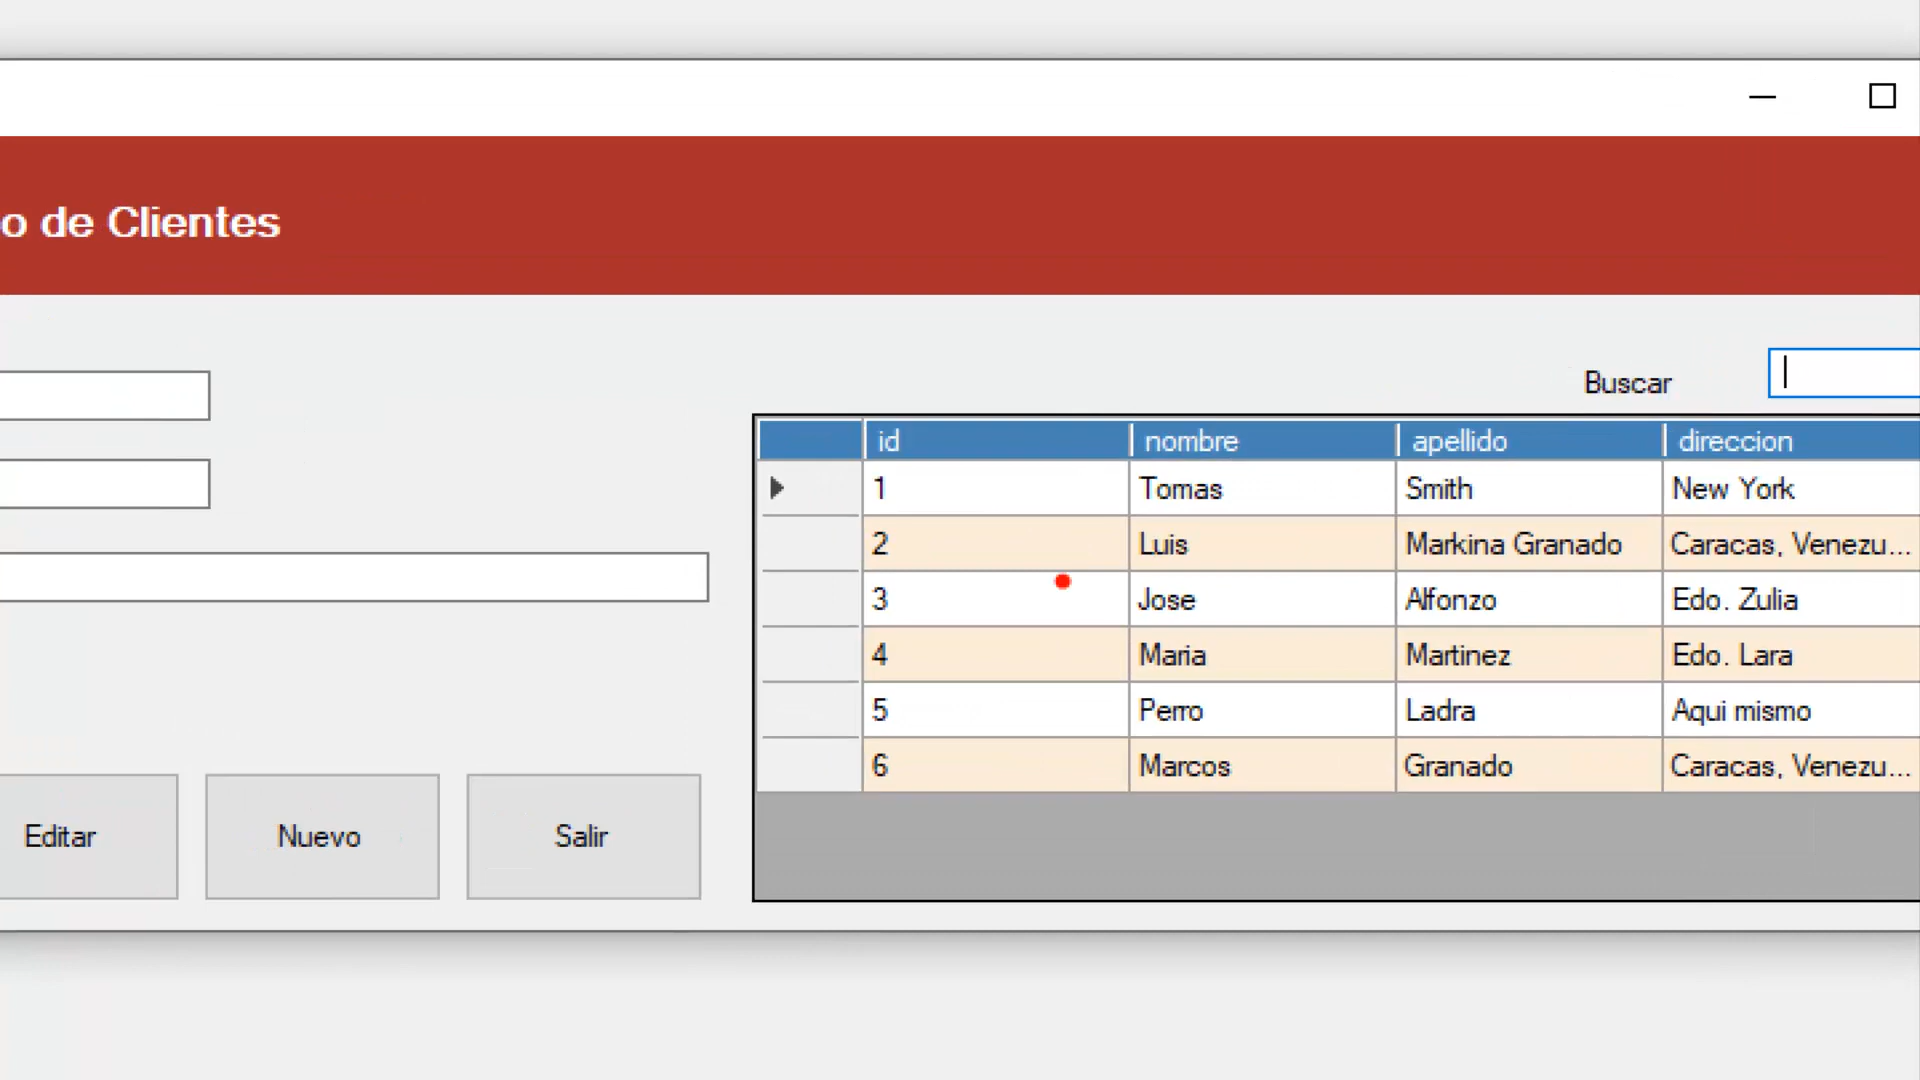 o de Clientes
Buscar
id nombre apellido direccion
1 Tomas Smith New York
2 Luis Markina Granado Caracas, Venezu...
3 Jose Alfonzo Edo. Zulia
4 Maria Martinez Edo. Lara
5 Perro Ladra Aqui mismo
6 Marcos Granado Caracas, Venezu...
Editar Nuevo Salir